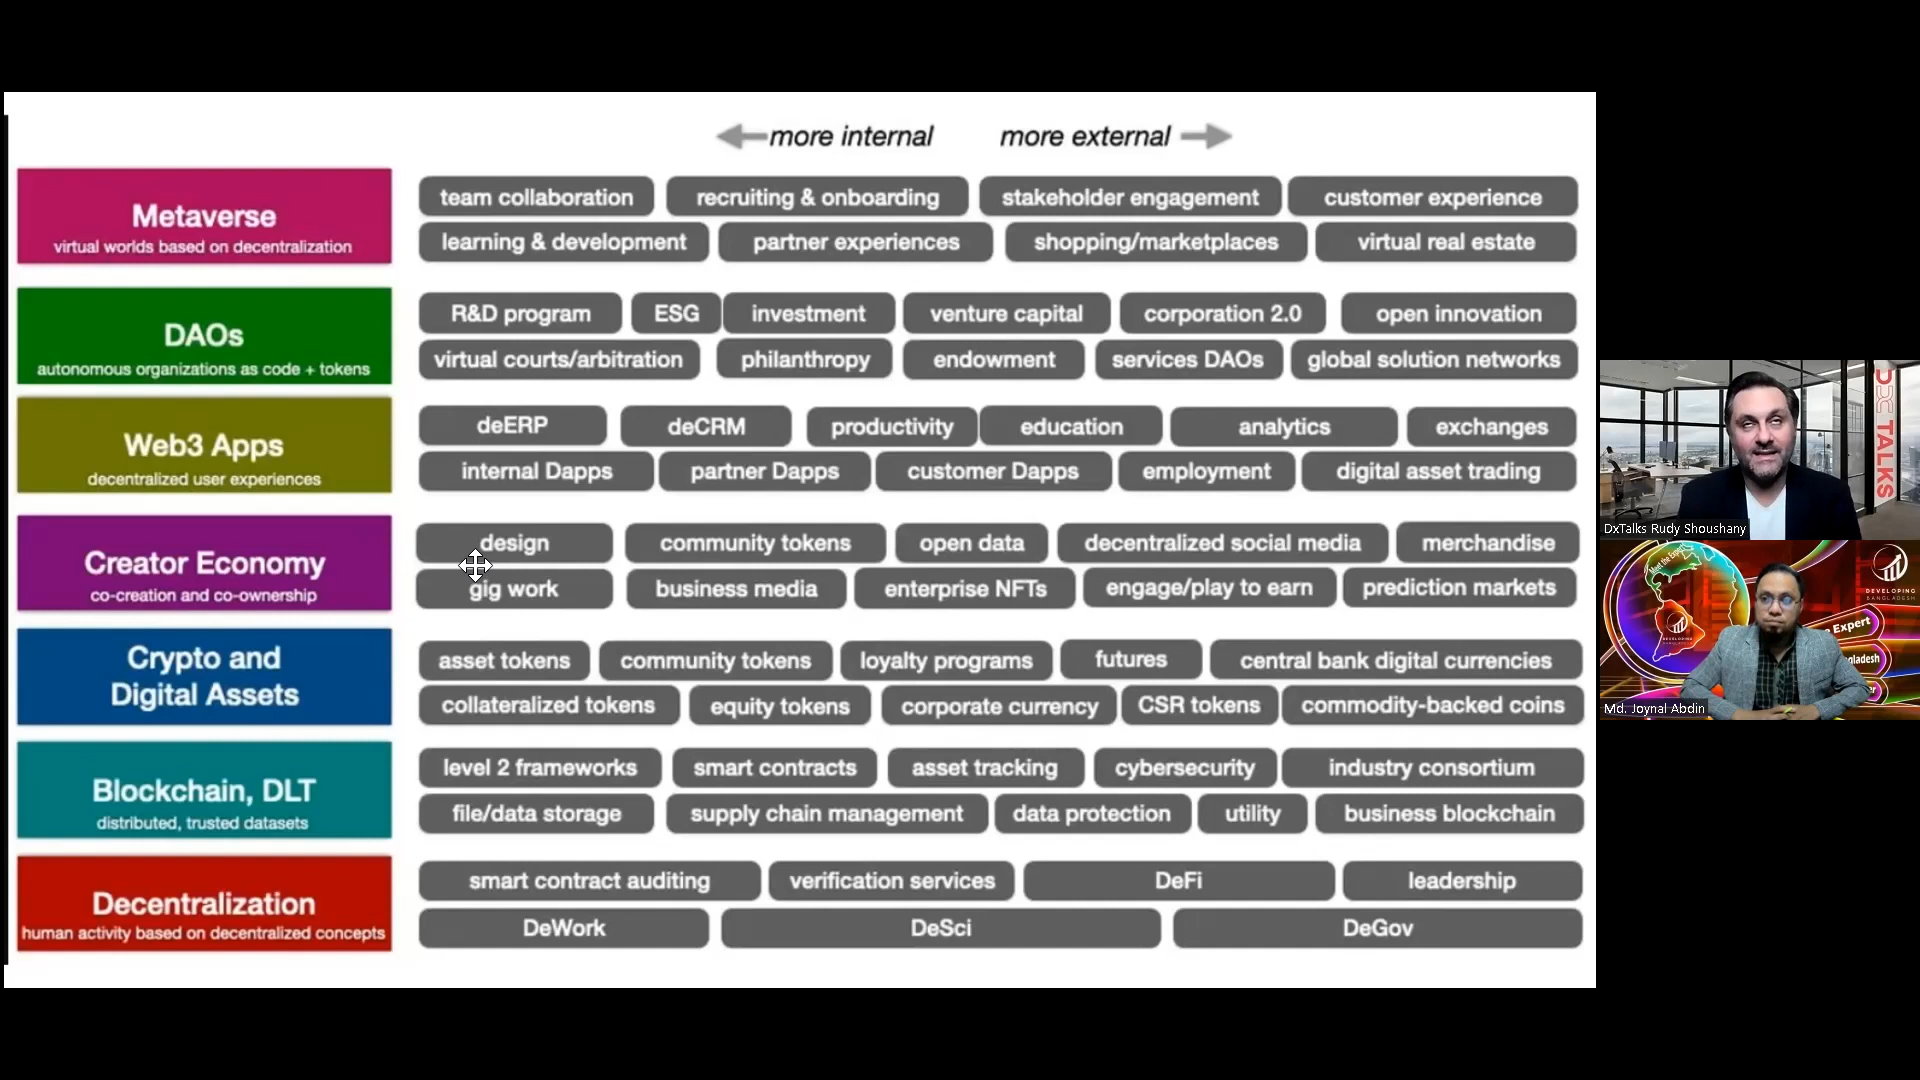 more internal more external
Metaverse
virtual worlds based on decentralization
team collaboration recruiting & onboarding stakeholder engagement customer experience
learning & development partner experiences shopping/marketplaces virtual real estate
DAOs
autonomous organizations as code + tokens
R&D program ESG investment venture capital corporation 2.0 open innovation
virtual courts/arbitration philanthropy endowment services DAOs global solution networks
Web3 Apps
decentralized user experiences
deERP deCRM productivity education analytics exchanges
internal Dapps partner Dapps customer Dapps employment digital asset trading
Creator Economy
co-creation and co-ownership
design community tokens open data decentralized social media merchandise
gig work business media enterprise NFTs engage/play to earn prediction markets
Crypto and
Digital Assets
asset tokens community tokens loyalty programs futures central bank digital currencies
collateralized tokens equity tokens corporate currency CSR tokens commodity-backed coins
Blockchain, DLT
distributed, trusted datasets
level 2 frameworks smart contracts asset tracking cybersecurity industry consortium
file/data storage supply chain management data protection utility business blockchain
Decentralization
human activity based on decentralized concepts
smart contract auditing verification services DeFi leadership
DeWork DeSci DeGov
DX TALKS
DxTalks Rudy Shoushany
Meet the Expert
DEVELOPING
BANGLADESH
Expert
gladesh
Md. Joynal Abdin